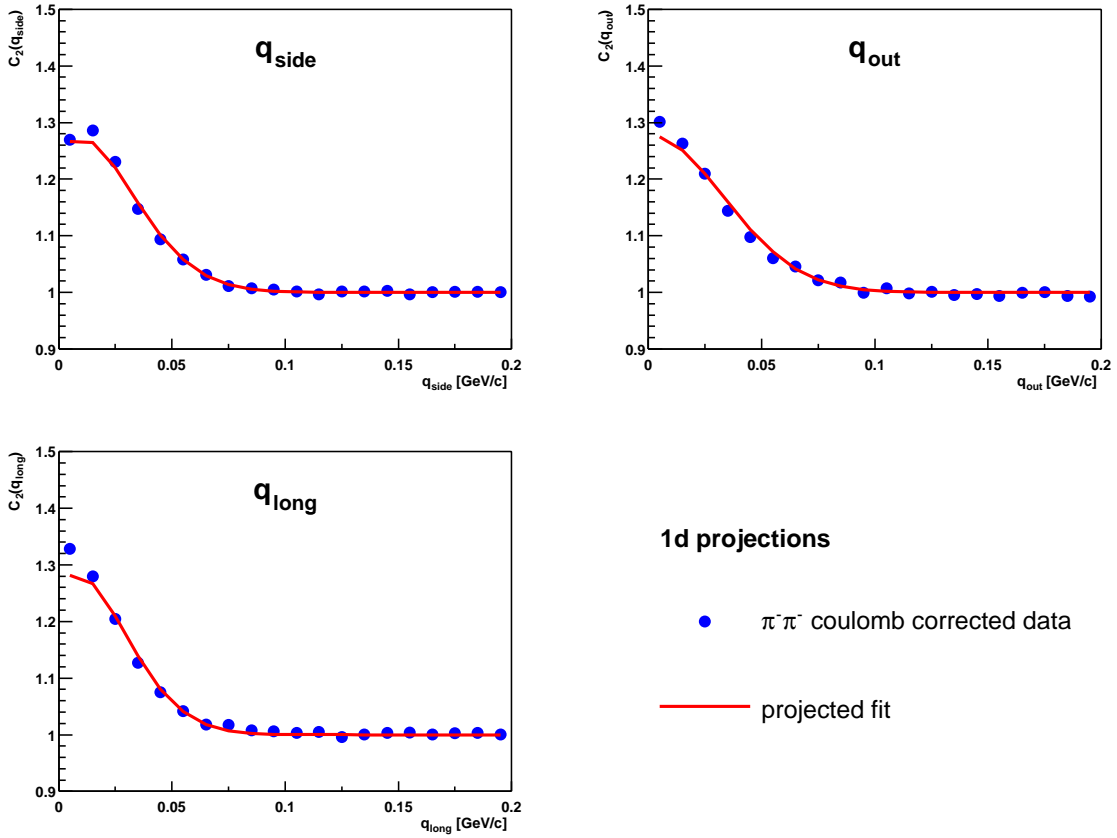 C2(qside)
1.5
1.4
1.3
1.2
1.1
1
0.9
qside
0 0.05 0.1 0.15 0.2
qside [GeV/c]
C2(qout)
1.5
1.4
1.3
1.2
1.1
1
0.9
qout
0 0.05 0.1 0.15 0.2
qout [GeV/c]
C2(qlong)
1.5
1.4
1.3
1.2
1.1
1
0.9
qlong
0 0.05 0.1 0.15 0.2
qlong [GeV/c]
1d projections
π⁻π⁻ coulomb corrected data
projected fit